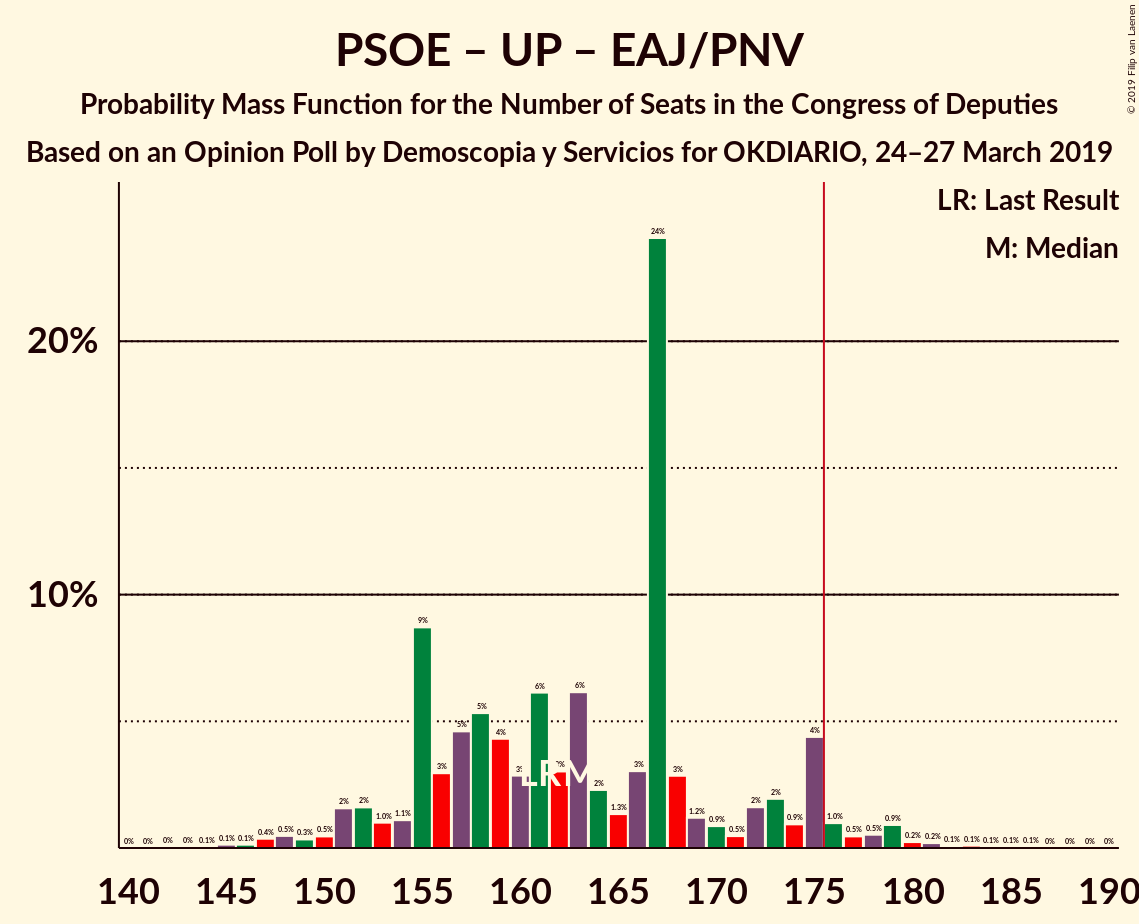 PSOE – UP – EAJ/PNV
Probability Mass Function for the Number of Seats in the Congress of Deputies
Based on an Opinion Poll by Demoscopia y Servicios for OKDIARIO, 24–27 March 2019
© 2019 Filip van Laenen
LR: Last Result
M: Median
24%
20%
10%
9%
6% 6%
5% 5%
4% 4%
3% 3% 3% 3%
LR M
2% 2% 2% 2% 2%
0% 0% 0% 0% 0.1% 0.1% 0.1% 0.4% 0.5% 0.3% 0.5% 1.0% 1.1% 1.3% 1.2% 0.9% 0.5% 0.9% 1.0% 0.5% 0.5% 0.9% 0.2% 0.2% 0.1% 0.1% 0.1% 0.1% 0.1% 0% 0% 0% 0%
140 145 150 155 160 165 170 175 180 185 190